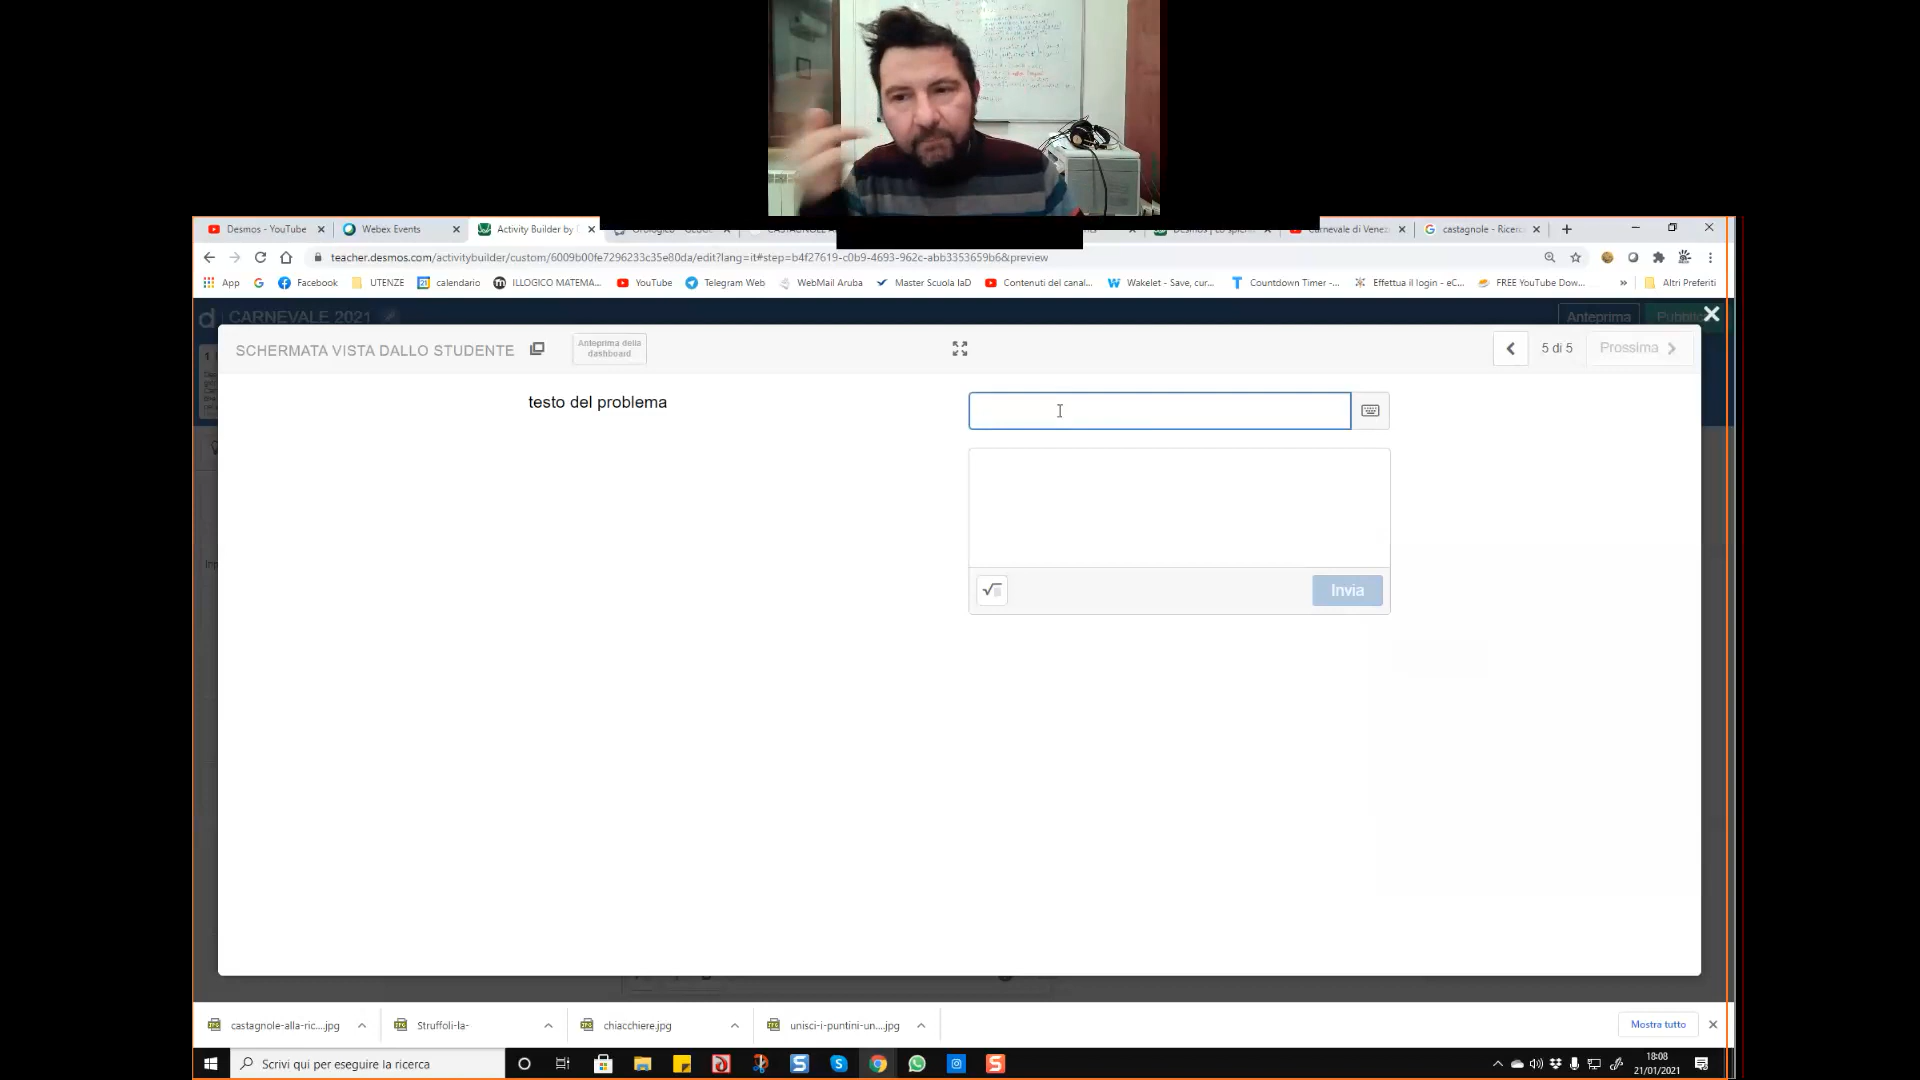 Desmos - YouTube
Webex Events
Activity Builder by
Carnevale di Venez
castagnole - Ricerc
teacher.desmos.com/activitybuilder/custom/6009b00fe7296233c35e80da/edit?lang=it#step=b4f27619-c0b9-4693-962c-abb3353659b6&preview
App
Facebook
UTENZE
calendario
ILLOGICO MATEMA...
YouTube
Telegram Web
WebMail Aruba
Master Scuola IaD
Contenuti del canal...
Wakelet - Save, cur...
Countdown Timer -...
Effettua il login - eC...
FREE YouTube Dow...
»
Altri Preferiti
CARNEVALE 2021
Anteprima
SCHERMATA VISTA DALLO STUDENTE
Anteprima della
dashboard
5 di 5
Prossima
testo del problema
Invia
castagnole-alla-ric....jpg
Struffoli-la-
chiacchiere.jpg
unisci-i-puntini-un....jpg
Mostra tutto
Scrivi qui per eseguire la ricerca
18:08
21/01/2021